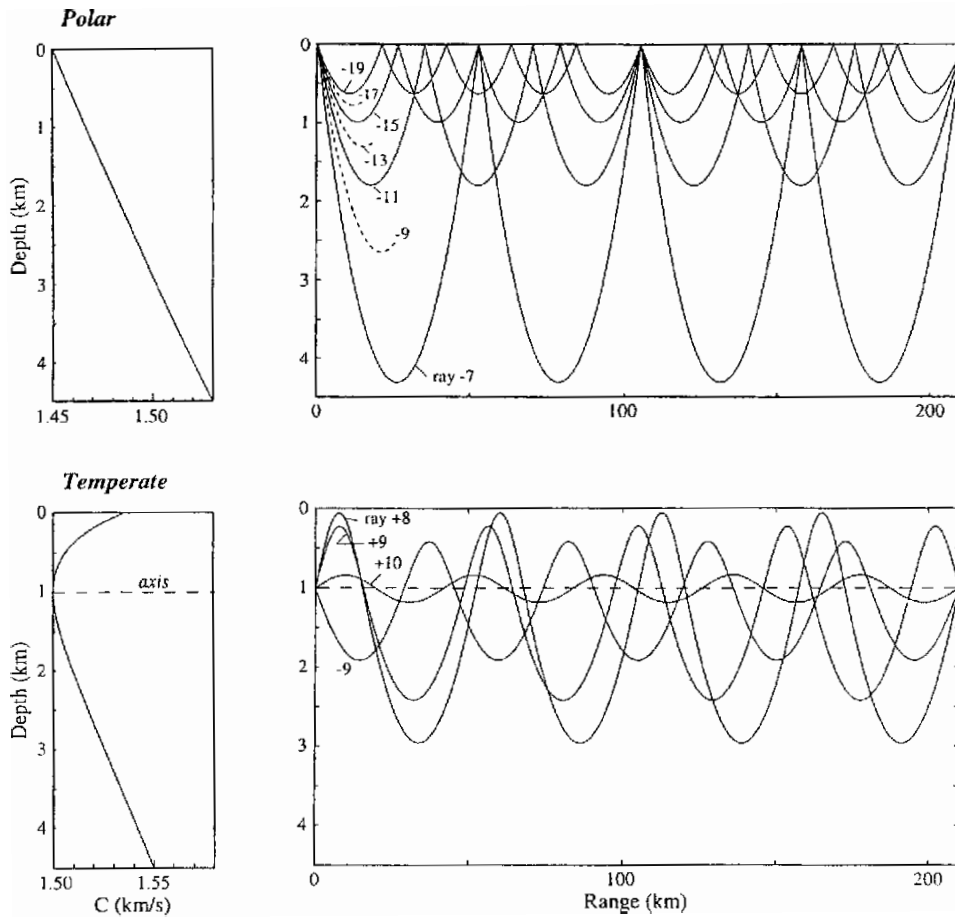 Polar
0
1
2
3
4
Depth (km)
1.45 1.50
0
1
2
3
4
-19
-17
-15
-13
-11
-9
ray -7
0 100 200
Temperate
0
1
2
3
4
Depth (km)
axis
1.50 1.55
C (km/s)
0
1
2
3
4
ray +8
+9
+10
-9
0 100 200
Range (km)